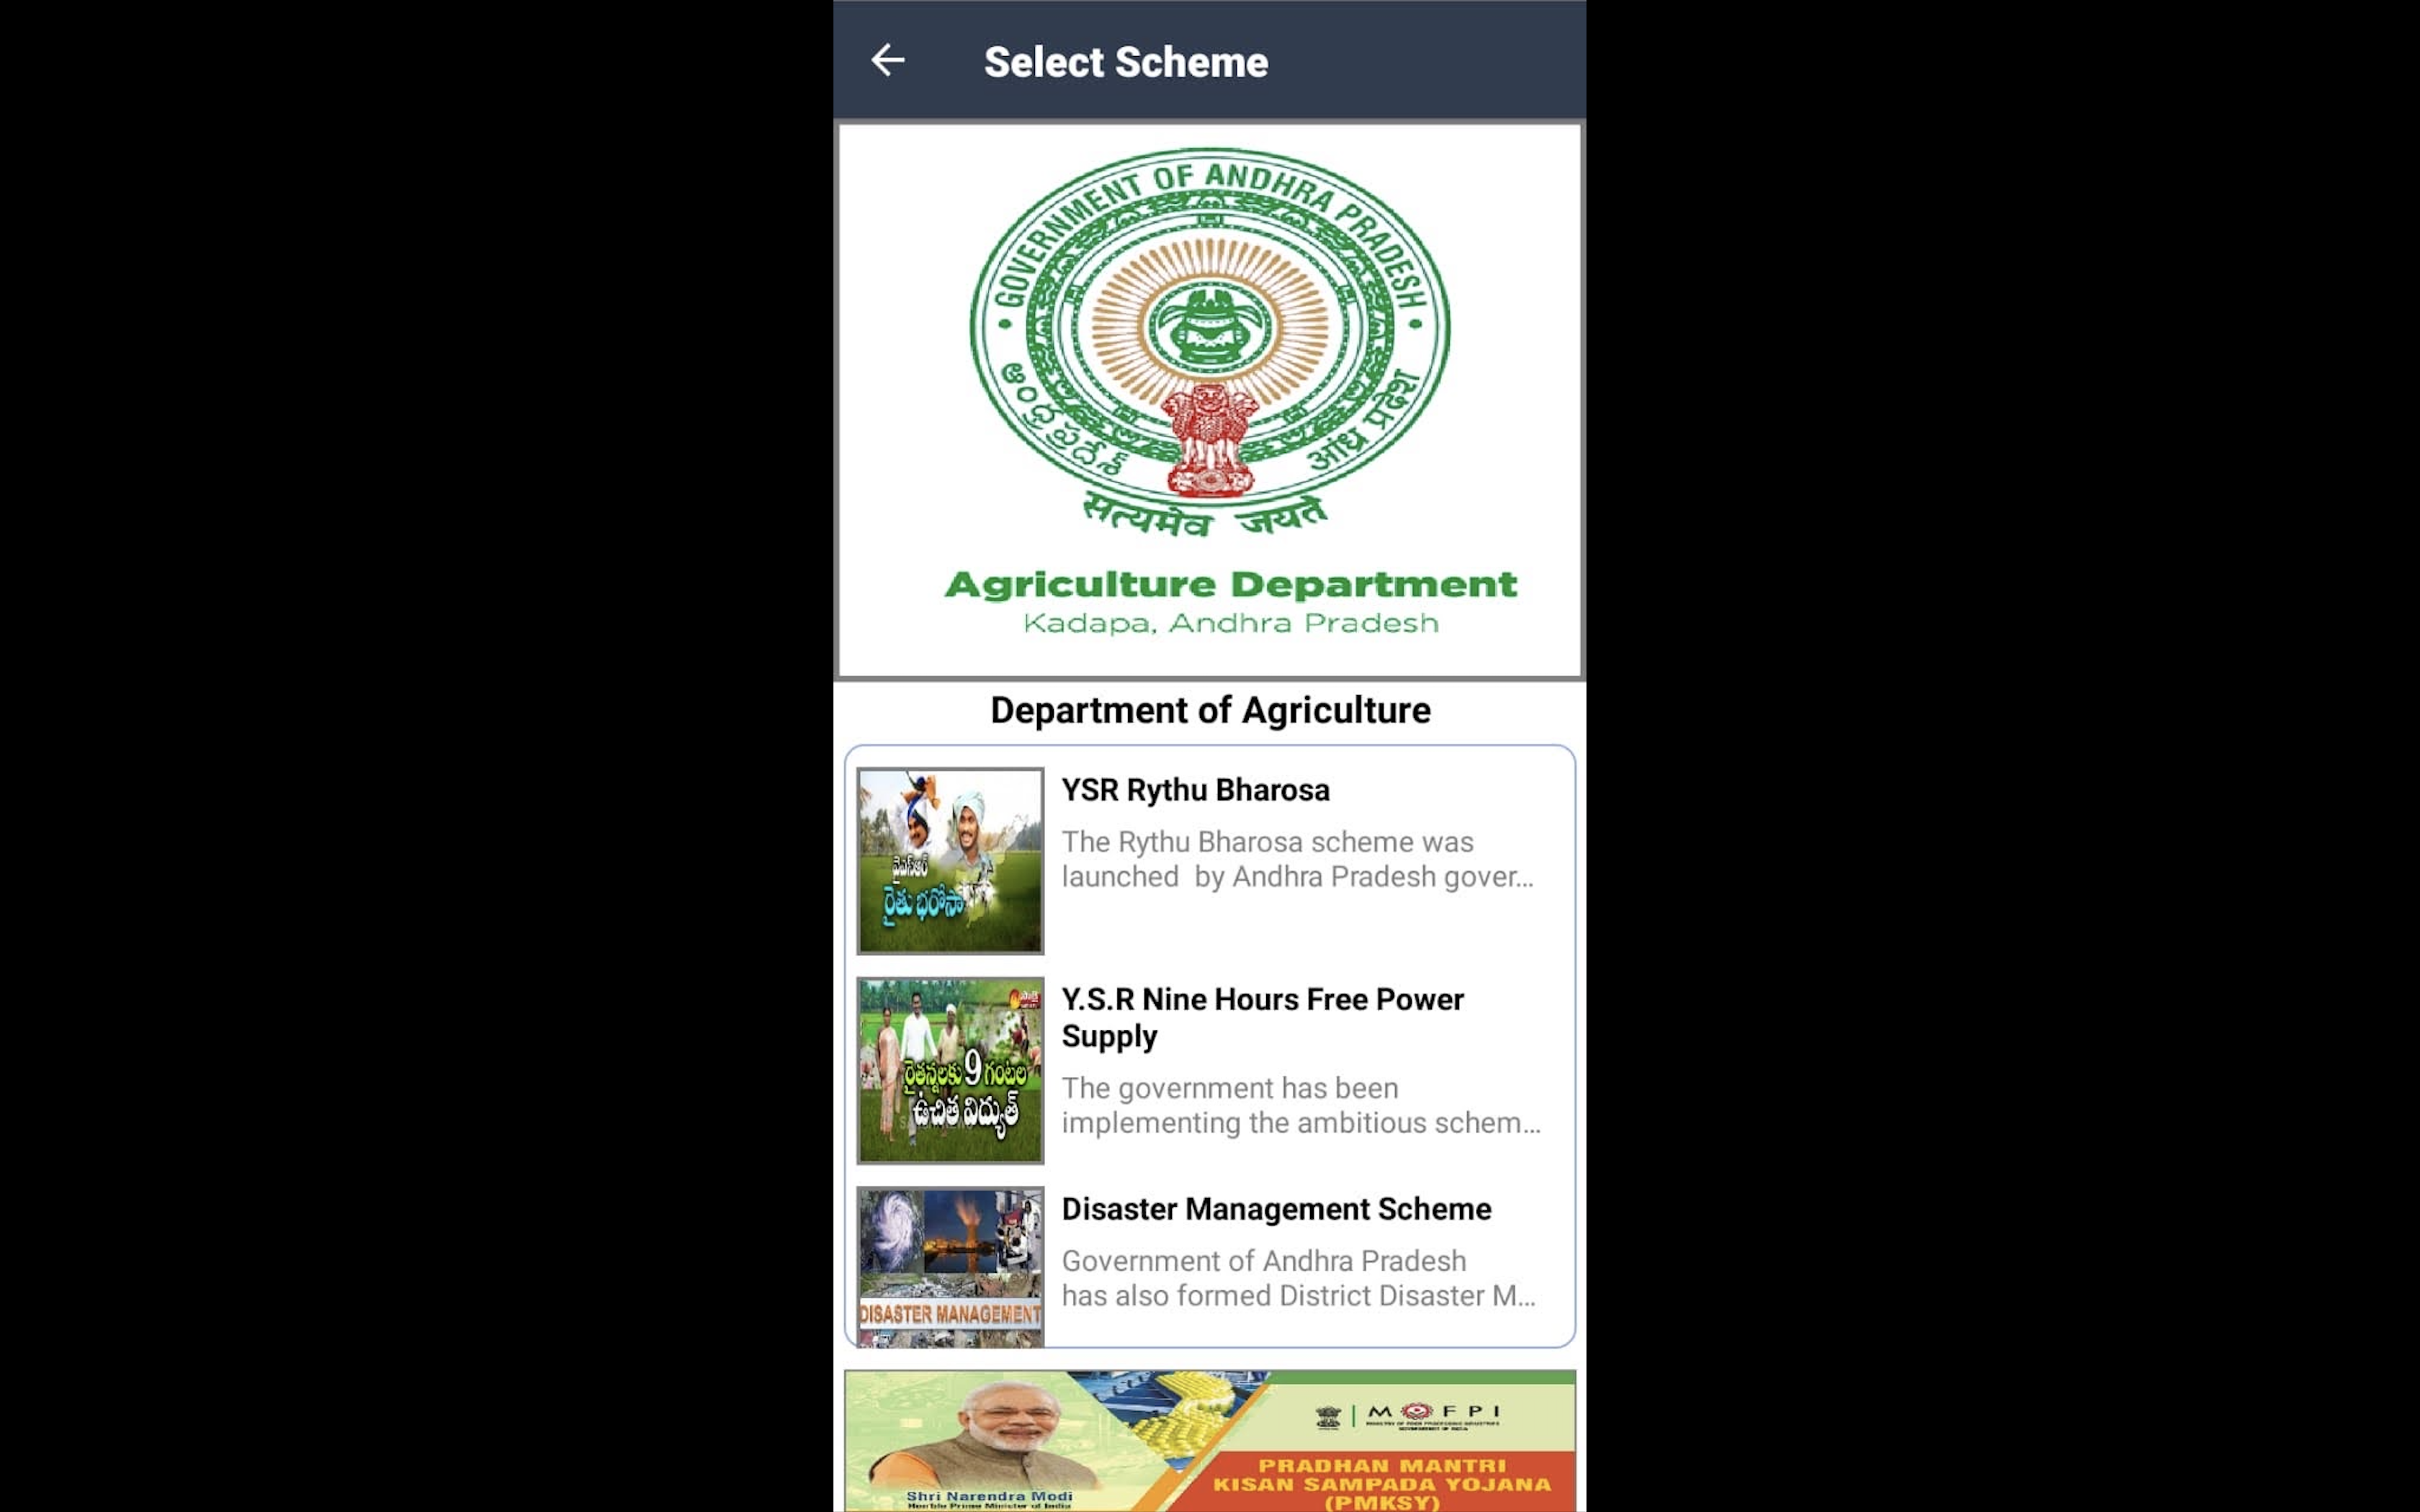 Select Scheme
GOVERNMENT OF ANDHRA PRADESH
ఆంధ్రప్రదేశ్
आंध्र प्रदेश
सत्यमेव जयते
Agriculture Department
Kadapa, Andhra Pradesh
Department of Agriculture
YSR Rythu Bharosa
The Rythu Bharosa scheme was
launched by Andhra Pradesh gover...
వైఎస్ఆర్
రైతు భరోసా
Y.S.R Nine Hours Free Power
Supply
The government has been
implementing the ambitious schem...
రైతన్నలకు 9 గంటల
ఉచిత విద్యుత్
Disaster Management Scheme
Government of Andhra Pradesh
has also formed District Disaster M...
DISASTER MANAGEMENT
M FPI
MINISTRY OF FOOD PROCESSING INDUSTRIES
GOVERNMENT OF INDIA
PRADHAN MANTRI
KISAN SAMPADA YOJANA
(PMKSY)
Shri Narendra Modi
Hon'ble Prime Minister of India